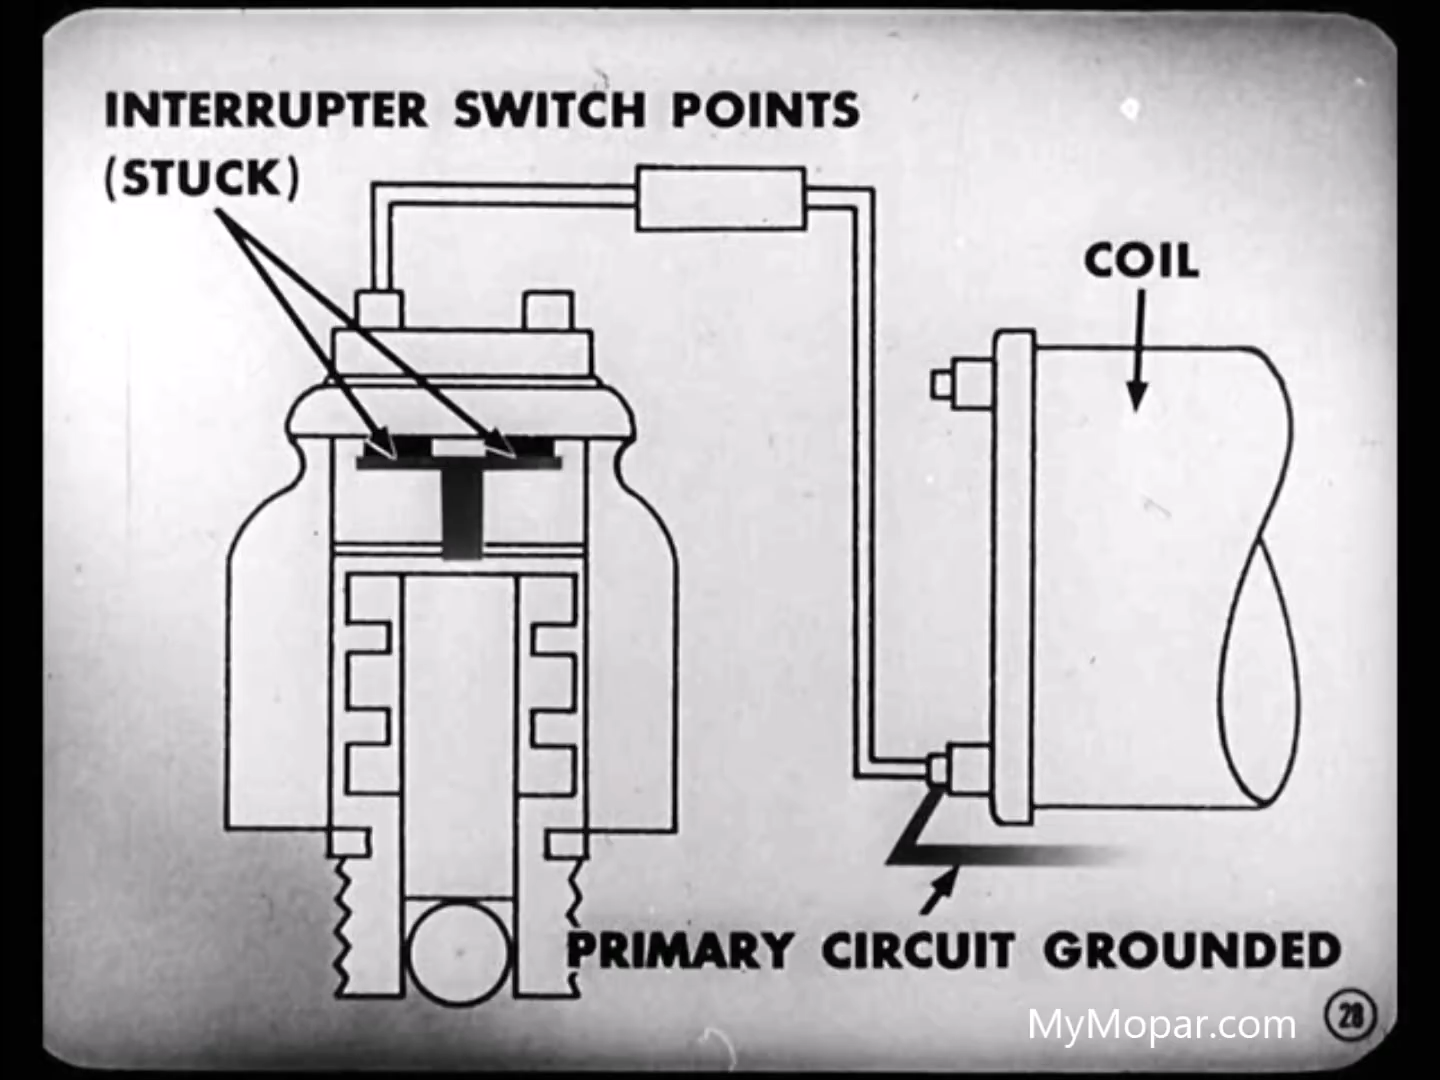 INTERRUPTER SWITCH POINTS
(STUCK)
COIL
PRIMARY CIRCUIT GROUNDED
MyMopar.com
28